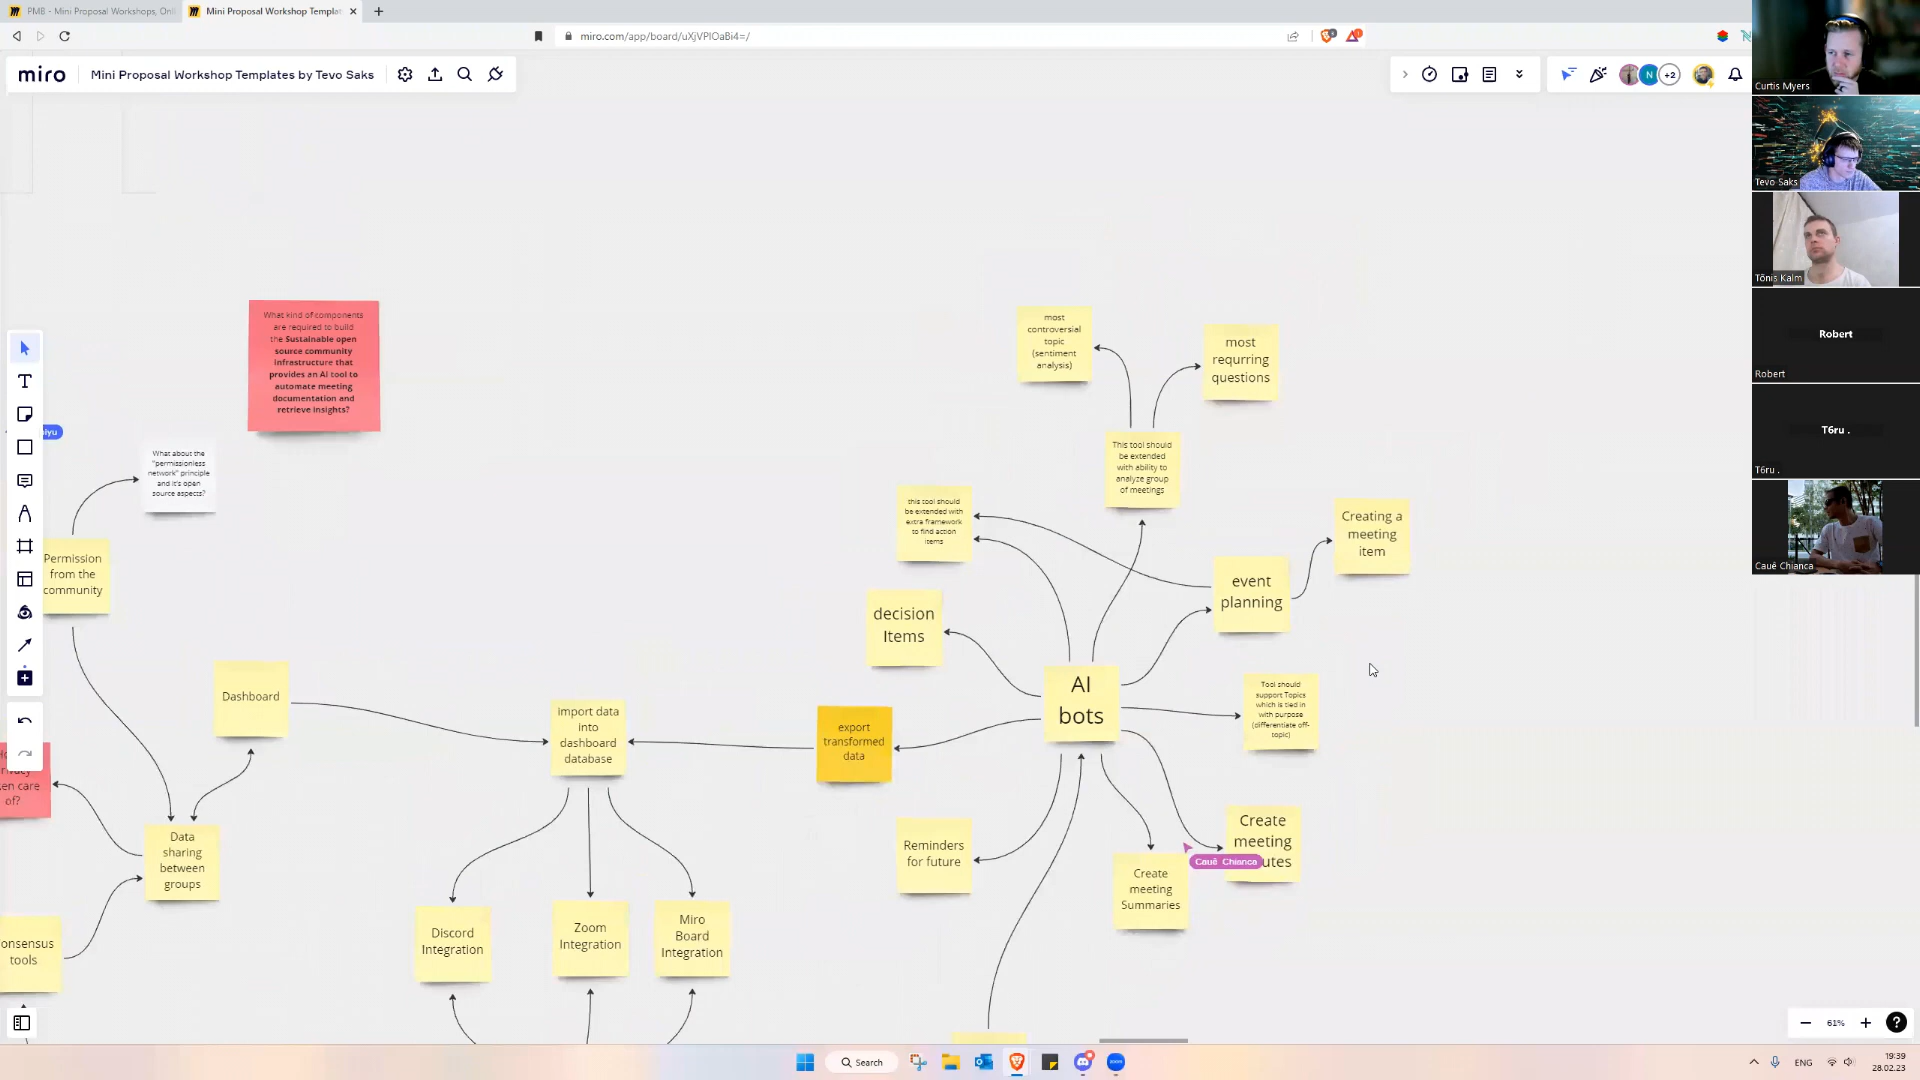 PMB - Mini Proposal Workshops, Onli
Mini Proposal Workshop Templat
miro.com/app/board/uXjVPIOaBi4=/
miro
Mini Proposal Workshop Templates by Tevo Saks
N
+2
Curtis Myers
Tevo Saks
Tõnis Kalm
Robert
Robert
T6ru .
T6ru .
Cauê Chianca
What kind of components
are required to build
the Sustainable open
source community
infrastructure that
provides an AI tool to
automate meeting
documentation and
retrieve insights?
What about the
"permissionless
network" principle
and it's open
source aspects?
Permission
from the
community
Dashboard
Data
sharing
between
groups
ken care
of?
onsensus
tools
Import data
into
dashboard
database
Discord
Integration
Zoom
Integration
Miro
Board
Integration
export
transformed
data
most
controversial
topic
(sentiment
analysis)
most
requrring
questions
This tool should
be extended
with ability to
analyze group
of meetings
this tool should
be extended with
extra framework
to find action
items
decision
Items
event
planning
Creating a
meeting
item
AI
bots
Tool should
support Topics
which is tied in
with purpose
(differentiate off-
topic)
Reminders
for future
Create
meeting
Summaries
Create
meeting
utes
Cauê Chianca
61%
Search
ENG
19:39
28.02.23